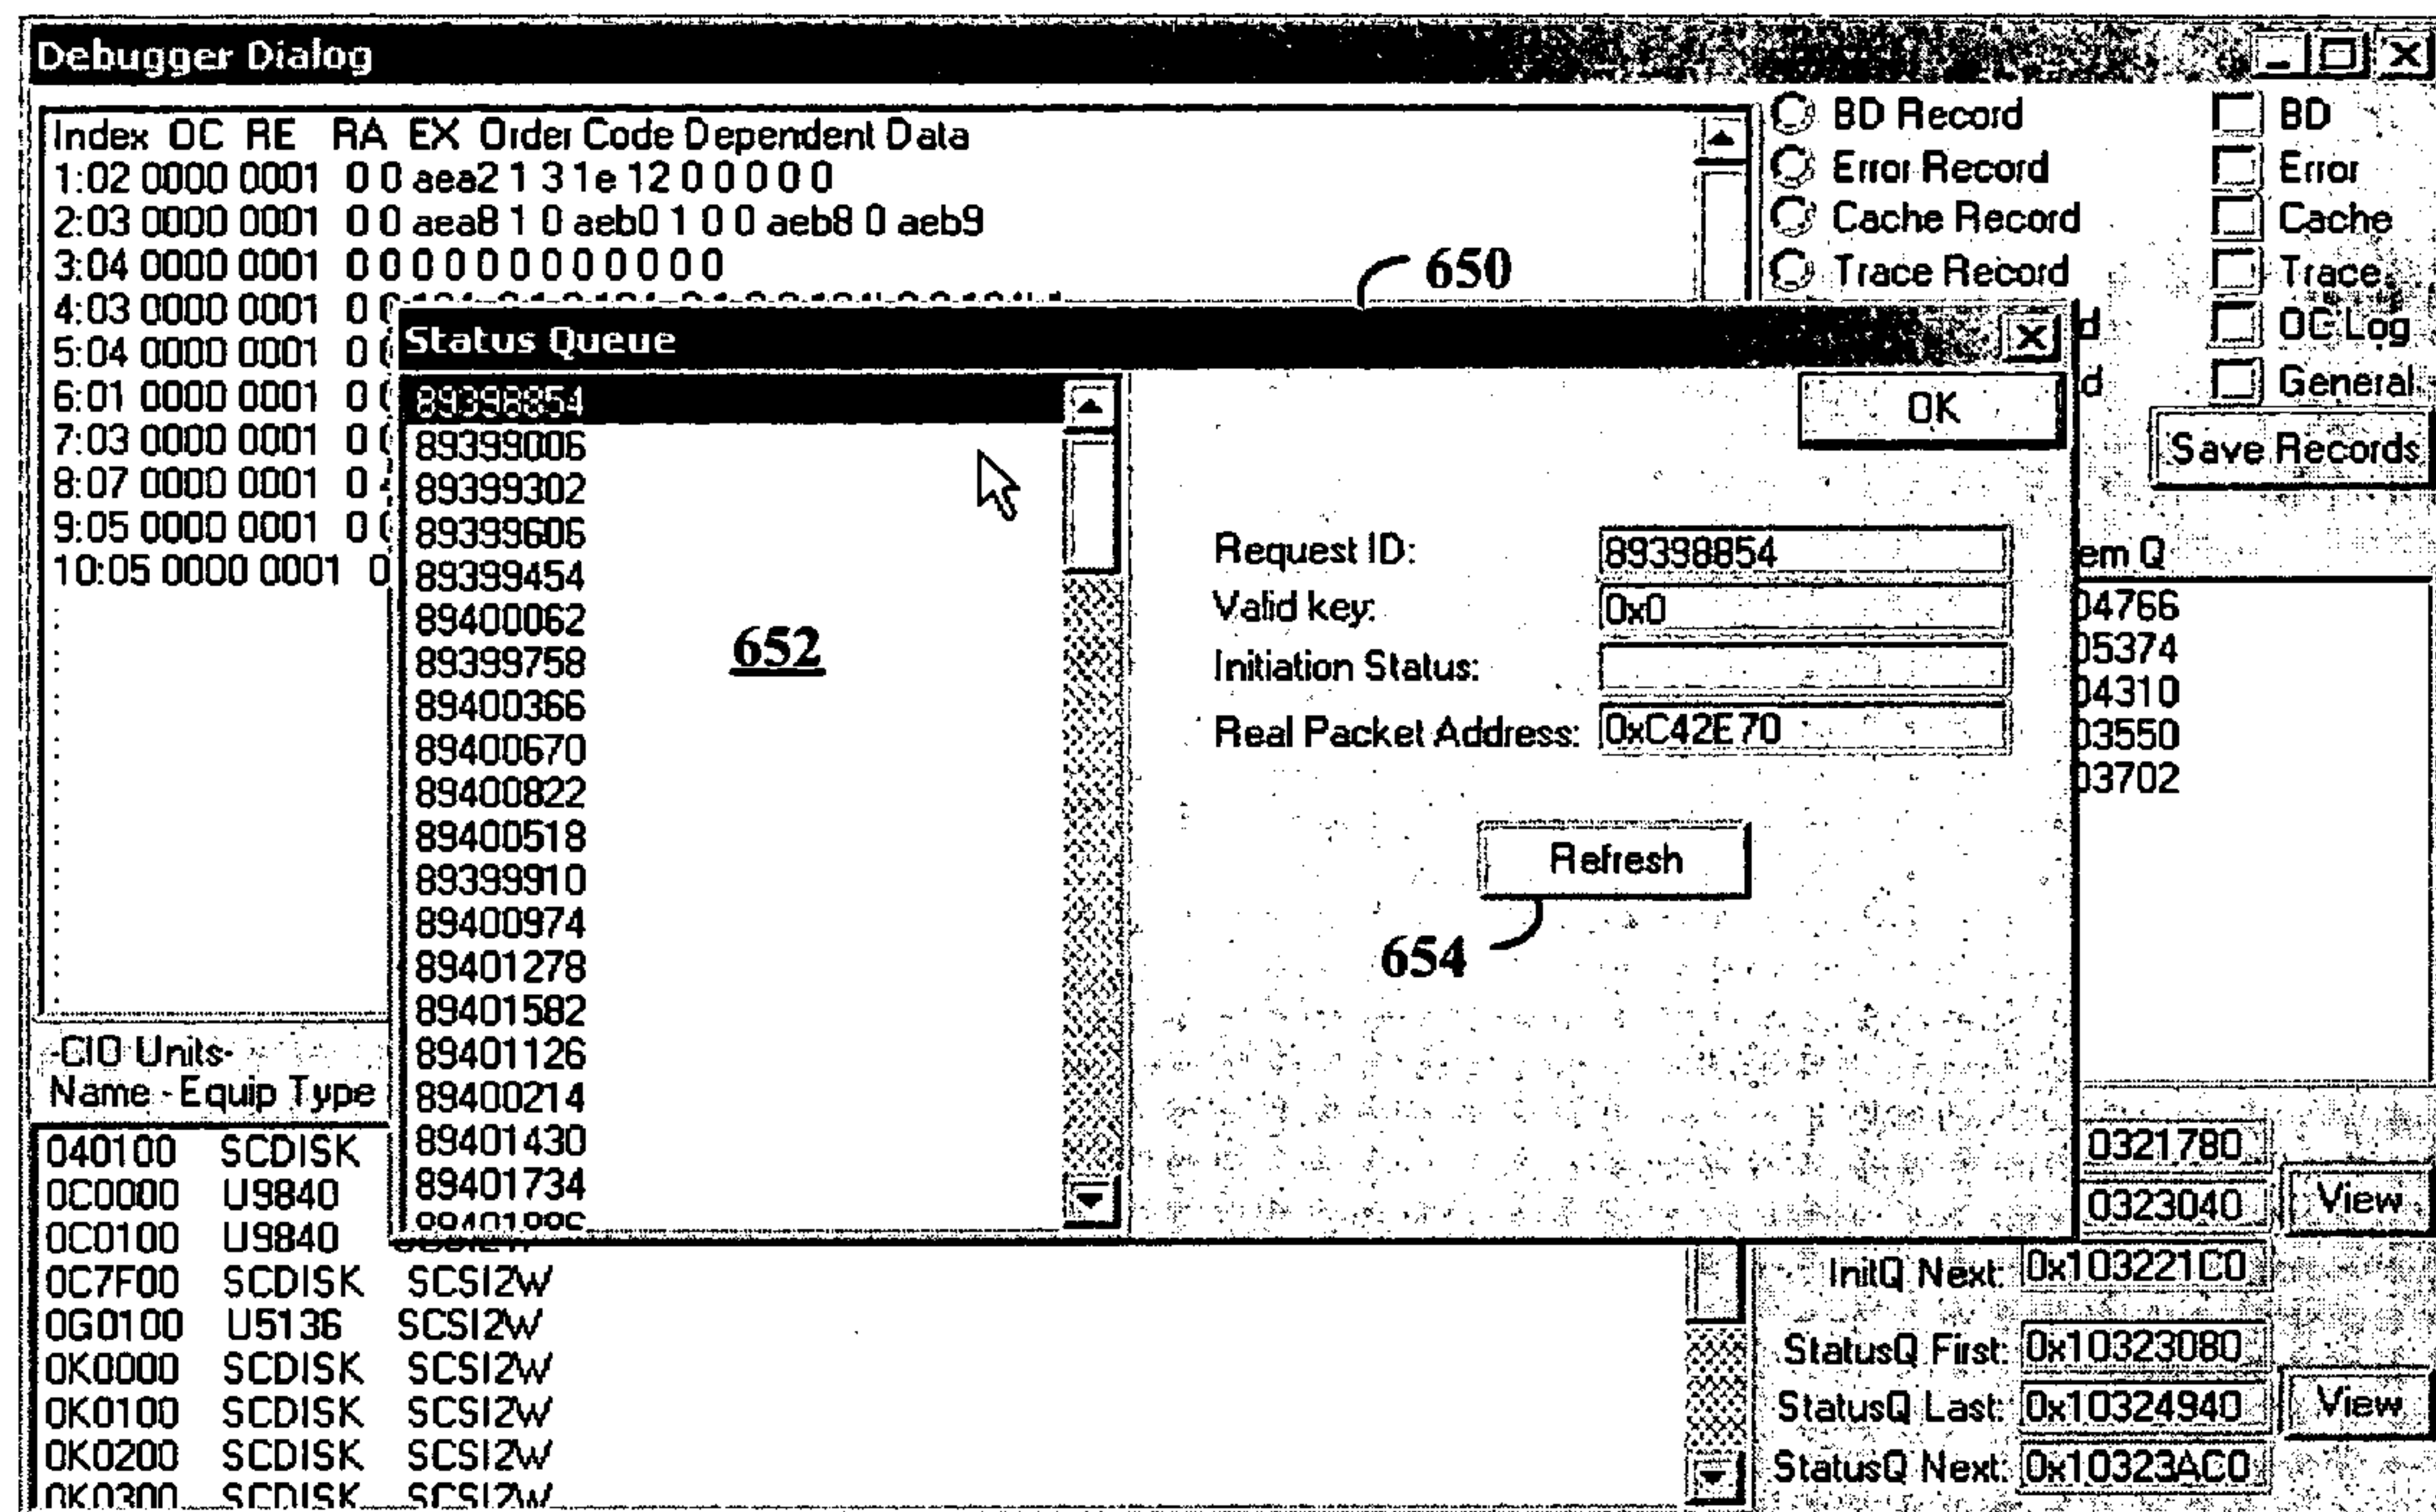 Debugger Dialog
Index OC RE RA EX Order Code Dependent Data
1:02 0000 0001 0 0 aea2 1 3 1e 12 0 0 0 0 0
2:03 0000 0001 0 0 aea8 1 0 aeb0 1 0 0 aeb8 0 aeb9
3:04 0000 0001 0 0 0 0 0 0 0 0 0 0 0 0
4:03 0000 0001 0
5:04 0000 0001 0
6:01 0000 0001 0
7:03 0000 0001 0
8:07 0000 0001 0
9:05 0000 0001 0
10:05 0000 0001 0
BD Record
Error Record
Cache Record
Trace Record
BD
Error
Cache
Trace
OC Log
General
Save Records
650
Status Queue
OK
89398854
89399006
89399302
89399606
89399454
89400062
89399758
89400366
89400670
89400822
89400518
89399910
89400974
89401278
89401582
89401126
89400214
89401430
89401734
652
Request ID: 89398854
Valid key: 0x0
Initiation Status:
Real Packet Address: 0xC42E70
Refresh
654
em Q
04766
05374
04310
03550
03702
-CIO Units-
Name - Equip Type
040100 SCDISK
0C0000 U9840
0C0100 U9840
0C7F00 SCDISK SCSI2W
0G0100 U5136 SCSI2W
0K0000 SCDISK SCSI2W
0K0100 SCDISK SCSI2W
0K0200 SCDISK SCSI2W
0K0300 SCDISK SCSI2W
0321780
0323040 View
InitQ Next: 0x103221C0
StatusQ First: 0x10323080
StatusQ Last: 0x10324940 View
StatusQ Next: 0x10323AC0